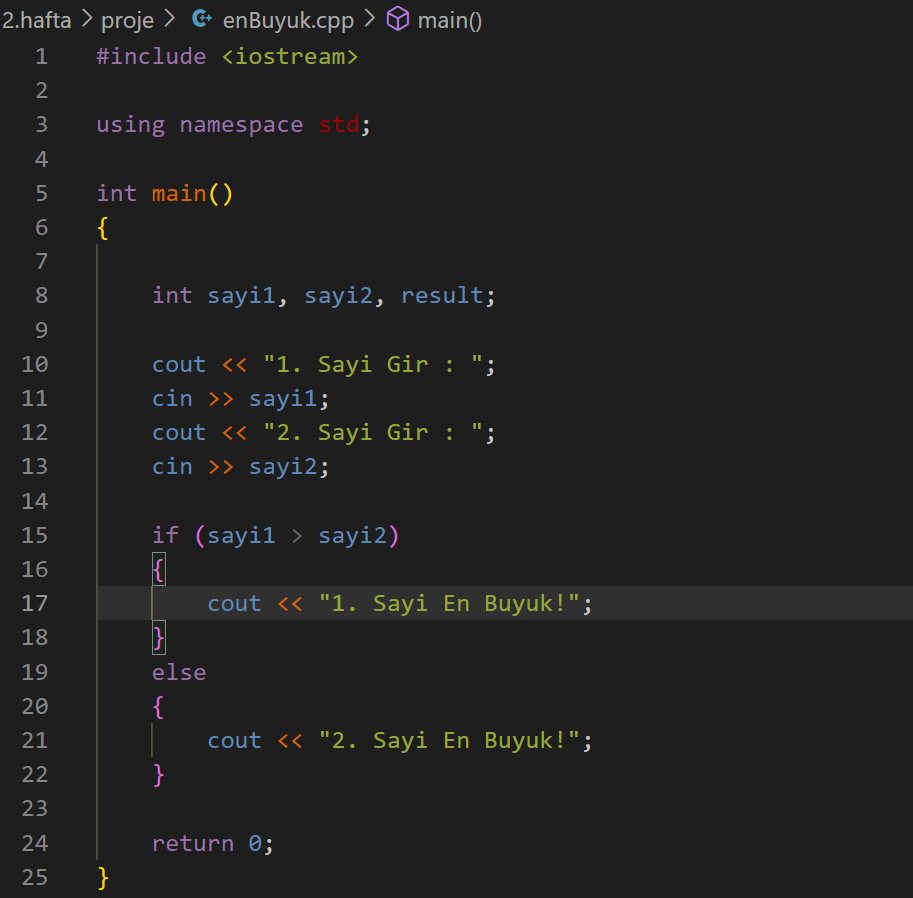 2.hafta > proje > enBuyuk.cpp > main()
1 #include <iostream>
2
3 using namespace std;
4
5 int main()
6 {
7
8     int sayi1, sayi2, result;
9
10     cout << "1. Sayi Gir : ";
11     cin >> sayi1;
12     cout << "2. Sayi Gir : ";
13     cin >> sayi2;
14
15     if (sayi1 > sayi2)
16     {
17         cout << "1. Sayi En Buyuk!";
18     }
19     else
20     {
21         cout << "2. Sayi En Buyuk!";
22     }
23
24     return 0;
25 }